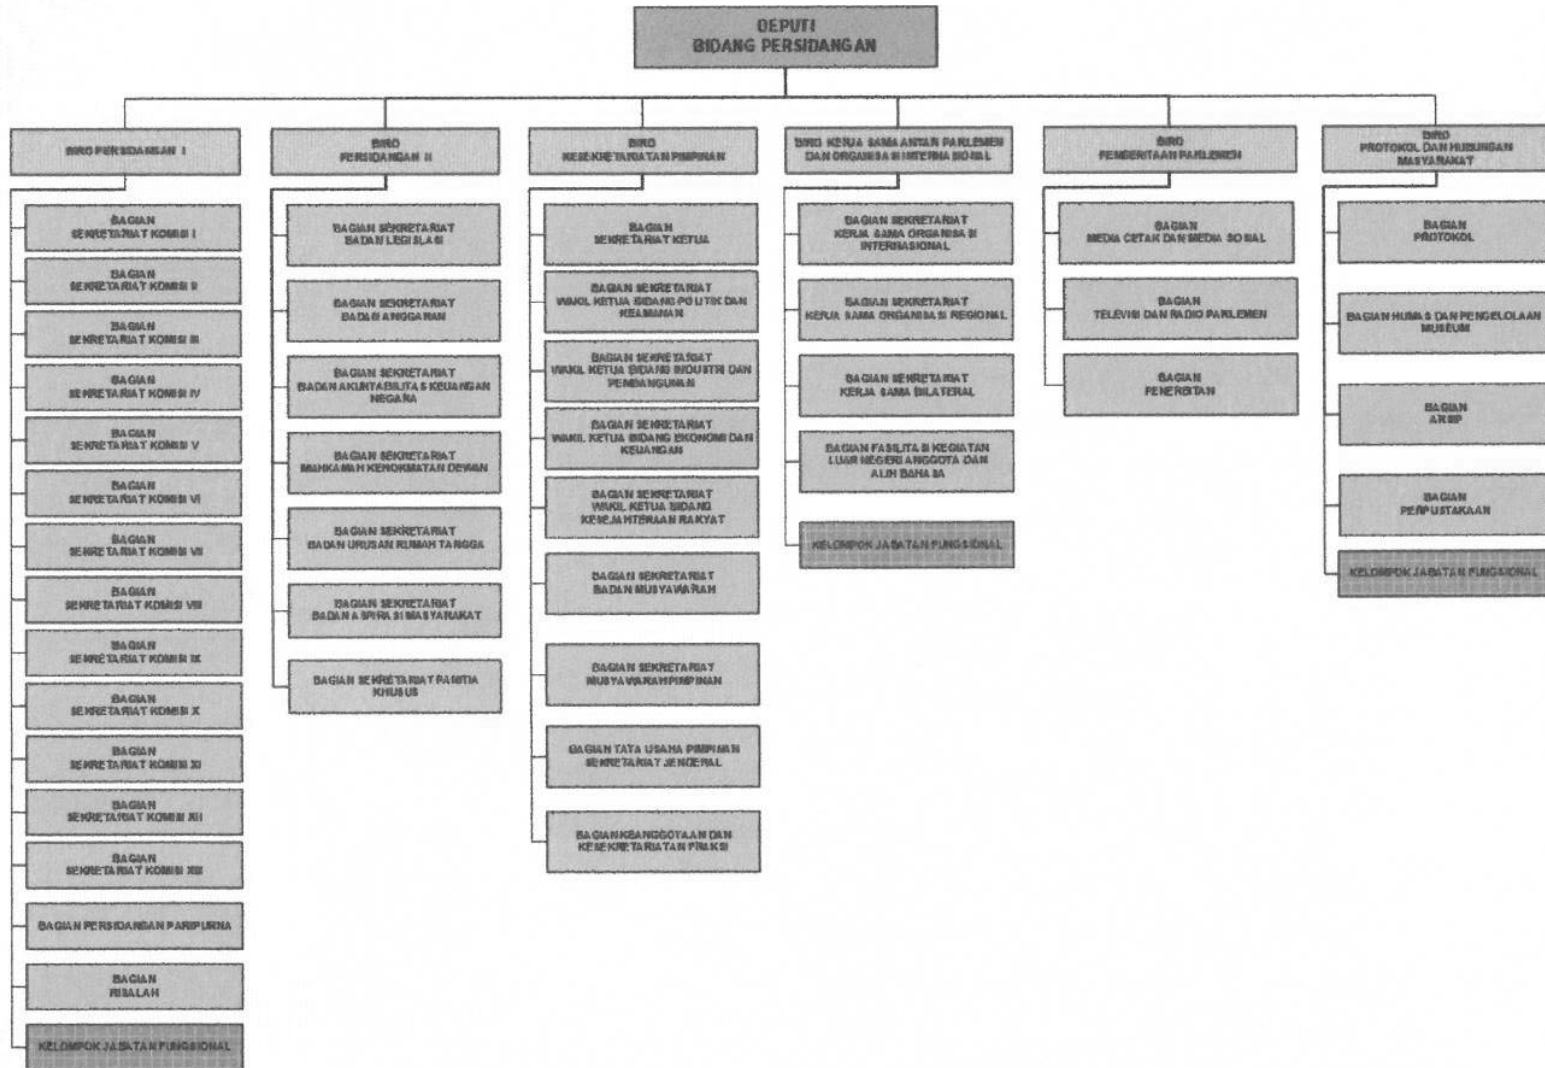 DEPUTI
BIDANG PERSIDANGAN
BIRO PERSIDANGAN I
BAGIAN
SEKRETARIAT KOMISI I
BAGIAN
SEKRETARIAT KOMISI II
BAGIAN
SEKRETARIAT KOMISI III
BAGIAN
SEKRETARIAT KOMISI IV
BAGIAN
SEKRETARIAT KOMISI V
BAGIAN
SEKRETARIAT KOMISI VI
BAGIAN
SEKRETARIAT KOMISI VII
BAGIAN
SEKRETARIAT KOMISI VIII
BAGIAN
SEKRETARIAT KOMISI IX
BAGIAN
SEKRETARIAT KOMISI X
BAGIAN
SEKRETARIAT KOMISI XI
BAGIAN
SEKRETARIAT KOMISI XII
BAGIAN
SEKRETARIAT KOMISI XIII
BAGIAN PERSIDANGAN PARIPURNA
BAGIAN
RISALAH
KELOMPOK JABATAN FUNGSIONAL
BIRO
PERSIDANGAN II
BAGIAN SEKRETARIAT
BADAN LEGISLASI
BAGIAN SEKRETARIAT
BADAN ANGGARAN
BAGIAN SEKRETARIAT
BADAN AKUNTABILITAS KEUANGAN
NEGARA
BAGIAN SEKRETARIAT
MAHKAMAH KEHORMATAN DEWAN
BAGIAN SEKRETARIAT
BADAN URUSAN RUMAH TANGGA
BAGIAN SEKRETARIAT
BADAN ASPIRASI MASYARAKAT
BAGIAN SEKRETARIAT PANITIA
KHUSUS
BIRO
KESEKRETARIATAN PIMPINAN
BAGIAN
SEKRETARIAT KETUA
BAGIAN SEKRETARIAT
WAKIL KETUA BIDANG POLITIK DAN
KEAMANAN
BAGIAN SEKRETARIAT
WAKIL KETUA BIDANG INDUSTRI DAN
PEMBANGUNAN
BAGIAN SEKRETARIAT
WAKIL KETUA BIDANG EKONOMI DAN
KEUANGAN
BAGIAN SEKRETARIAT
WAKIL KETUA BIDANG
KESEJAHTERAAN RAKYAT
BAGIAN SEKRETARIAT
BADAN MUSYAWARAH
BAGIAN SEKRETARIAT
MUSYAWARAH PIMPINAN
BAGIAN TATA USAHA PIMPINAN
SEKRETARIAT JENDERAL
BAGIAN KEANGGOTAAN DAN
KESEKRETARIATAN FRAKSI
BIRO KERJA SAMA ANTAR PARLEMEN
DAN ORGANISASI INTERNASIONAL
BAGIAN SEKRETARIAT
KERJA SAMA ORGANISASI
INTERNASIONAL
BAGIAN SEKRETARIAT
KERJA SAMA ORGANISASI REGIONAL
BAGIAN SEKRETARIAT
KERJA SAMA BILATERAL
BAGIAN FASILITASI KEGIATAN
LUAR NEGERI ANGGOTA DAN
ALIH BAHASA
KELOMPOK JABATAN FUNGSIONAL
BIRO
PEMBERITAAN PARLEMEN
BAGIAN
MEDIA CETAK DAN MEDIA SOSIAL
BAGIAN
TELEVISI DAN RADIO PARLEMEN
BAGIAN
PENERBITAN
BIRO
PROTOKOL DAN HUBUNGAN
MASYARAKAT
BAGIAN
PROTOKOL
BAGIAN HUMAS DAN PENGELOLAAN
MUSEUM
BAGIAN
ARSIP
BAGIAN
PERPUSTAKAAN
KELOMPOK JABATAN FUNGSIONAL